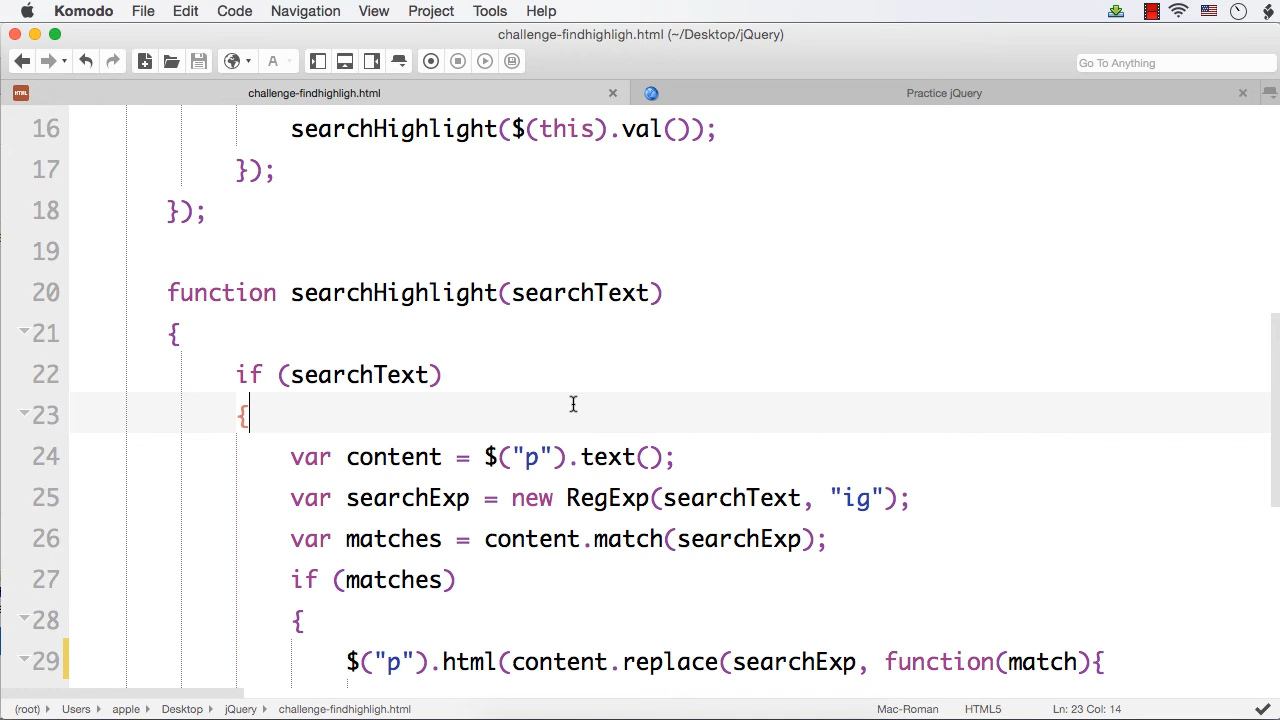 Komodo File Edit Code Navigation View Project Tools Help
challenge-findhighligh.html (~/Desktop/jQuery)
A Go To Anything
HTML challenge-findhighligh.html Practice jQuery
16 searchHighlight($(this).val());
17 });
18 });
19
20 function searchHighlight(searchText)
21 {
22 if (searchText)
23 {
24 var content = $("p").text();
25 var searchExp = new RegExp(searchText, "ig");
26 var matches = content.match(searchExp);
27 if (matches)
28 {
29 $("p").html(content.replace(searchExp, function(match){
(root) Users apple Desktop jQuery challenge-findhighligh.html Mac-Roman HTML5 Ln: 23 Col: 14